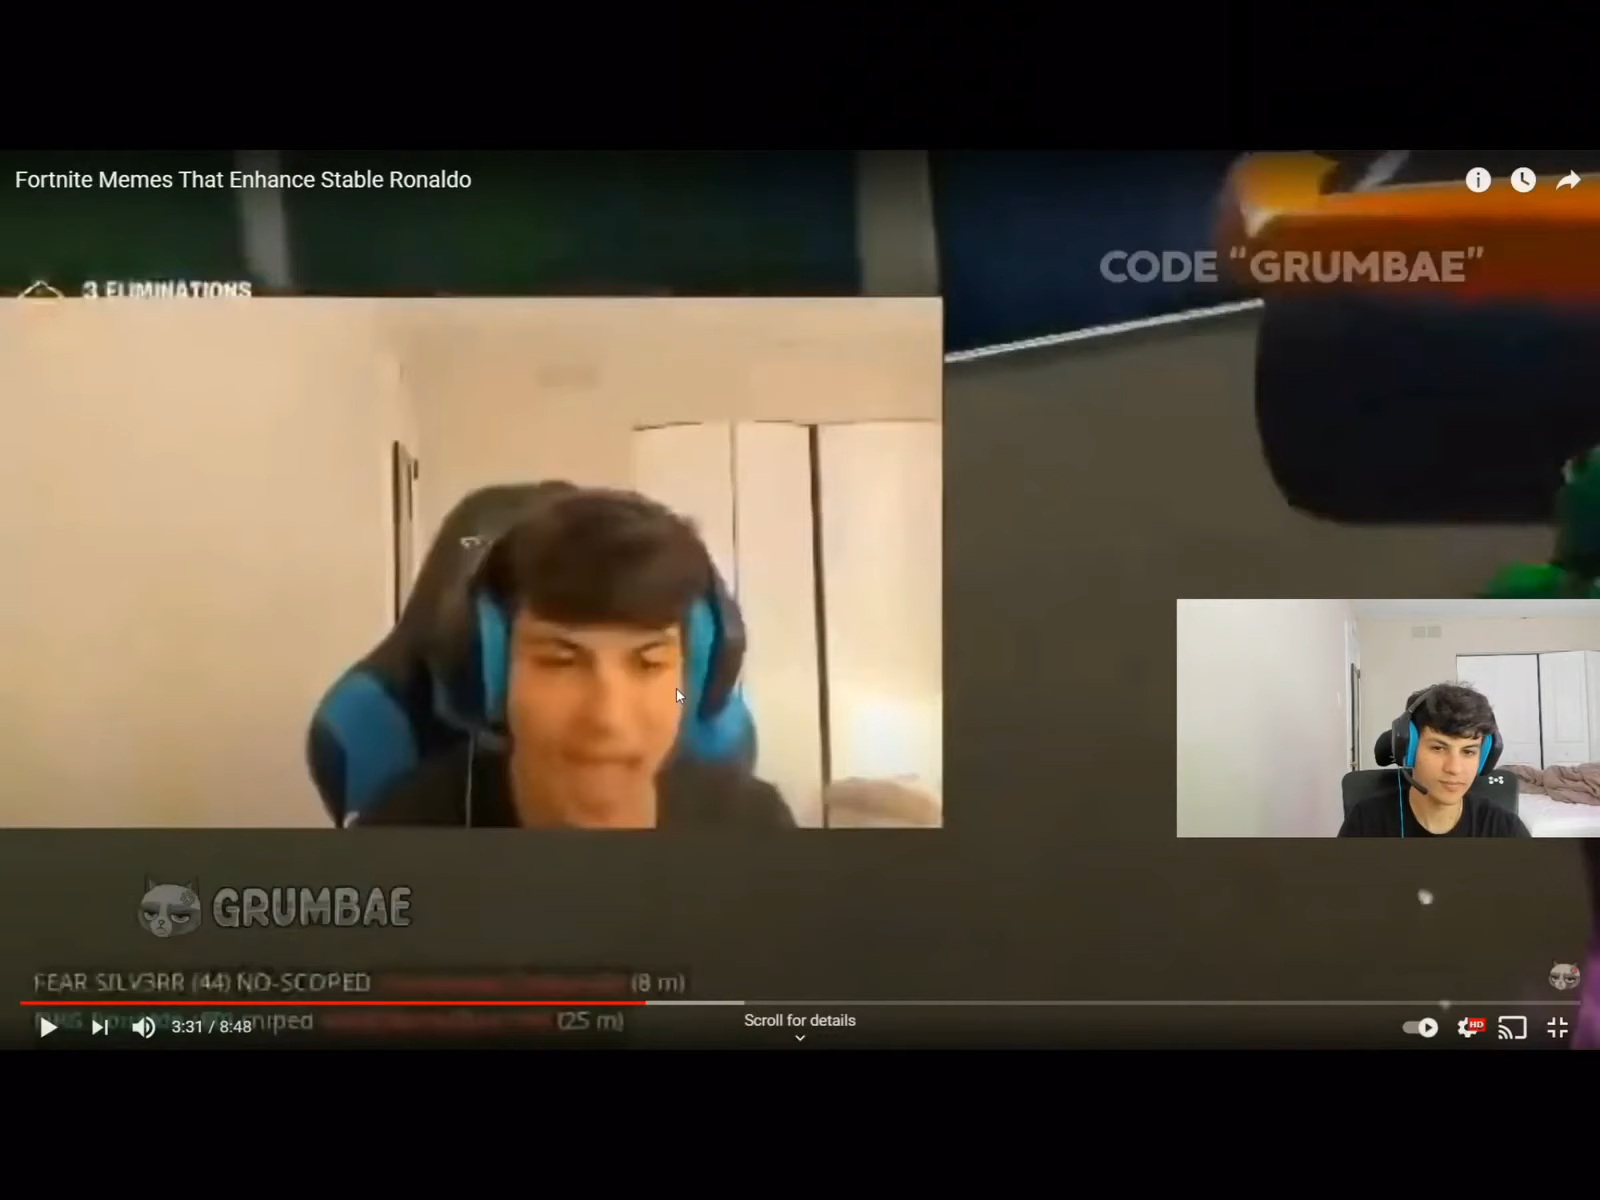 Fortnite Memes That Enhance Stable Ronaldo
CODE “GRUMBAE”
3 ELIMINATIONS
GRUMBAE
FEAR SILV3RR (44) NO-SCOPED (8 m)
sniped (25 m)
3:31 / 8:48
Scroll for details
HD